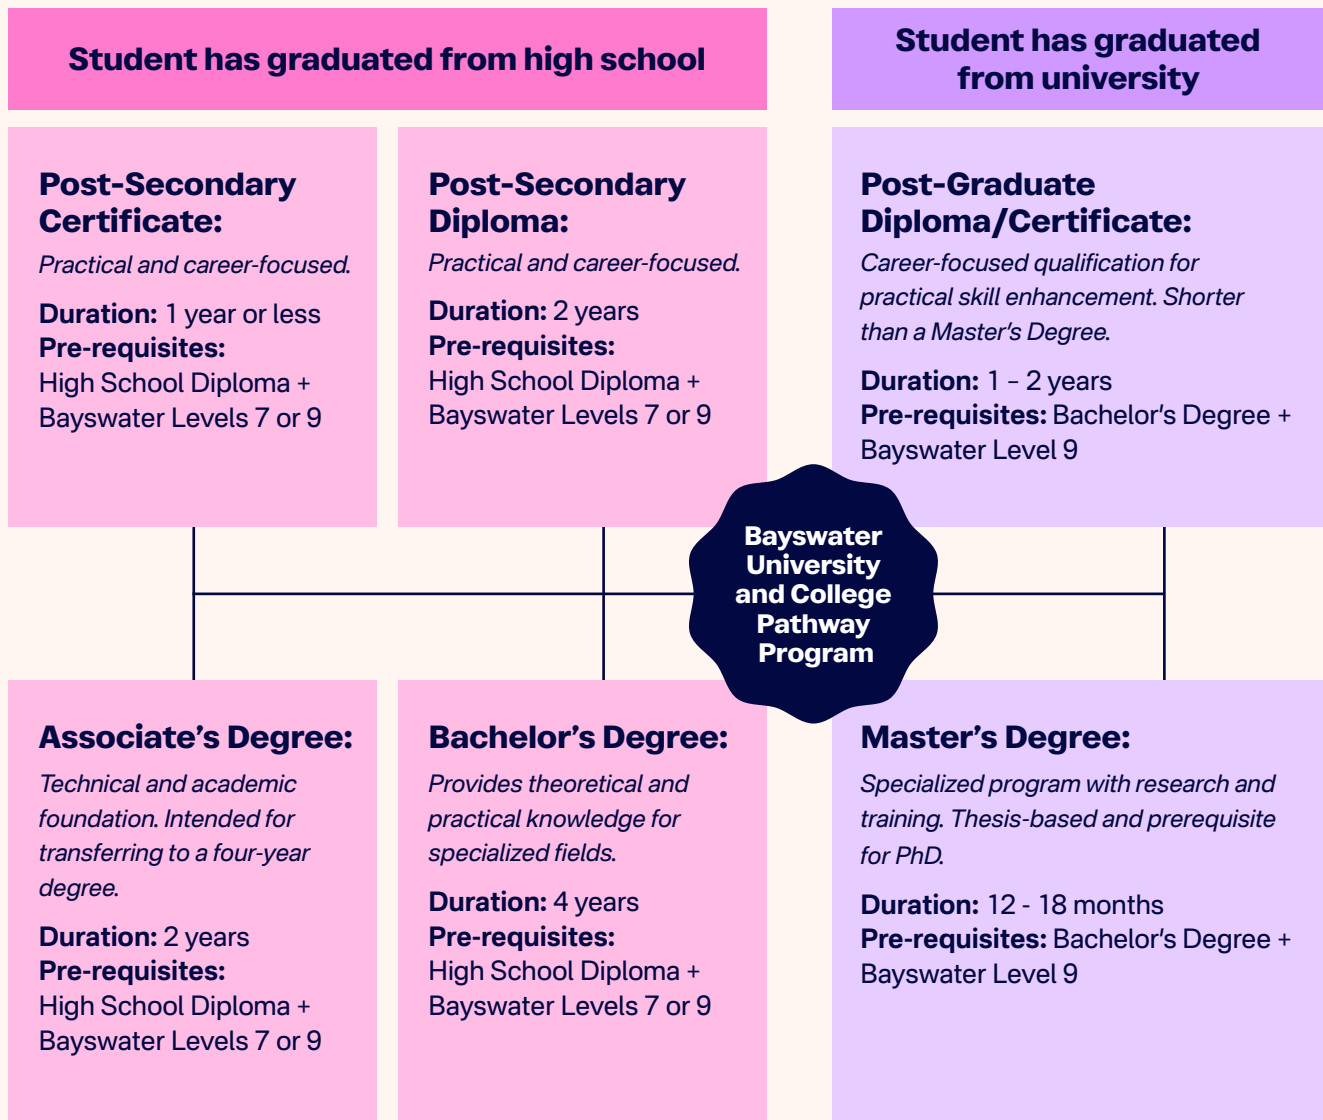 Student has graduated from high school
Student has graduated
from university
Post-Secondary
Certificate:
Practical and career-focused.
Duration: 1 year or less
Pre-requisites:
High School Diploma +
Bayswater Levels 7 or 9
Post-Secondary
Diploma:
Practical and career-focused.
Duration: 2 years
Pre-requisites:
High School Diploma +
Bayswater Levels 7 or 9
Post-Graduate
Diploma/Certificate:
Career-focused qualification for
practical skill enhancement. Shorter
than a Master's Degree.
Duration: 1 – 2 years
Pre-requisites: Bachelor's Degree +
Bayswater Level 9
Bayswater
University
and College
Pathway
Program
Associate’s Degree:
Technical and academic
foundation. Intended for
transferring to a four-year
degree.
Duration: 2 years
Pre-requisites:
High School Diploma +
Bayswater Levels 7 or 9
Bachelor’s Degree:
Provides theoretical and
practical knowledge for
specialized fields.
Duration: 4 years
Pre-requisites:
High School Diploma +
Bayswater Levels 7 or 9
Master’s Degree:
Specialized program with research and
training. Thesis-based and prerequisite
for PhD.
Duration: 12 - 18 months
Pre-requisites: Bachelor's Degree +
Bayswater Level 9